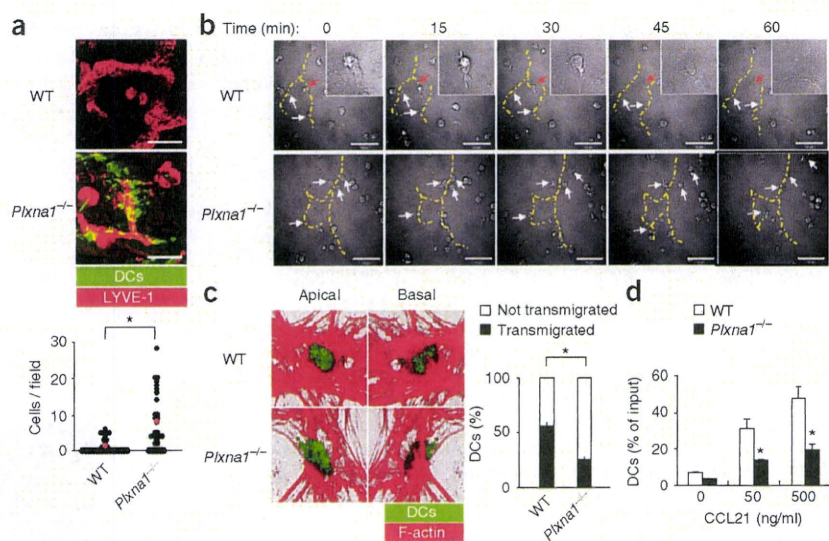 a
WT
Plxna1−/−
DCs
LYVE-1
Cells / field
30
20
10
0
*
WT
Plxna1−/−
b
Time (min): 0 15 30 45 60
WT
Plxna1−/−
c
Apical Basal
WT
Plxna1−/−
DCs
F-actin
Not transmigrated
Transmigrated
*
DCs (%)
100
50
0
WT
Plxna1−/−
d
WT
Plxna1−/−
DCs (% of input)
60
40
20
0
*
*
0 50 500
CCL21 (ng/ml)